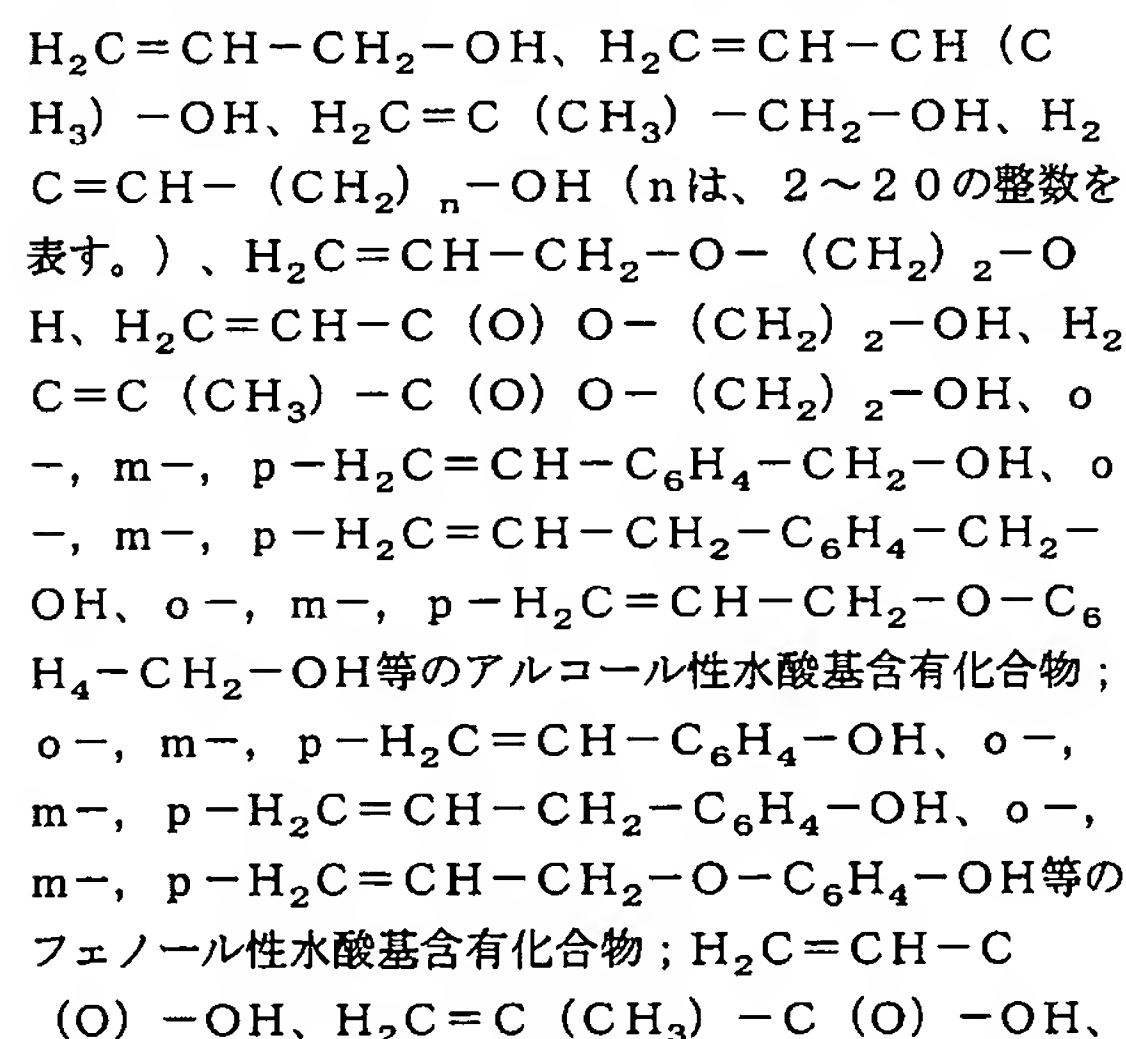 H₂C=CH－CH₂－OH、H₂C=CH－CH（C
H₃）－OH、H₂C=C（CH₃）－CH₂－OH、H₂
C=CH－（CH₂）ₙ－OH（nは、2～20の整数を
表す。）、H₂C=CH－CH₂－O－（CH₂）₂－O
H、H₂C=CH－C（O）O－（CH₂）₂－OH、H₂
C=C（CH₃）－C（O）O－（CH₂）₂－OH、o
－, m－, p－H₂C=CH－C₆H₄－CH₂－OH、o
－, m－, p－H₂C=CH－CH₂－C₆H₄－CH₂－
OH、o－, m－, p－H₂C=CH－CH₂－O－C₆
H₄－CH₂－OH等のアルコール性水酸基含有化合物；
o－, m－, p－H₂C=CH－C₆H₄－OH、o－,
m－, p－H₂C=CH－CH₂－C₆H₄－OH、o－,
m－, p－H₂C=CH－CH₂－O－C₆H₄－OH等の
フェノール性水酸基含有化合物；H₂C=CH－C
（O）－OH、H₂C=C（CH₃）－C（O）－OH、